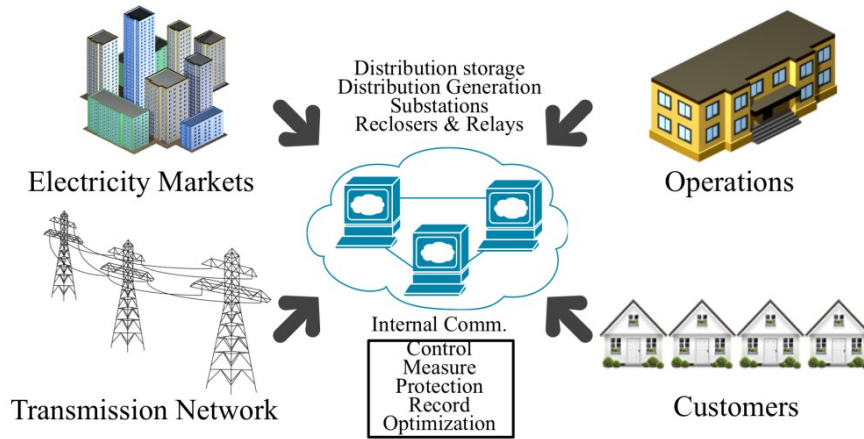 Distribution storage
Distribution Generation
Substations
Reclosers & Relays
Electricity Markets
Operations
Internal Comm.
Control
Measure
Protection
Record
Optimization
Transmission Network
Customers